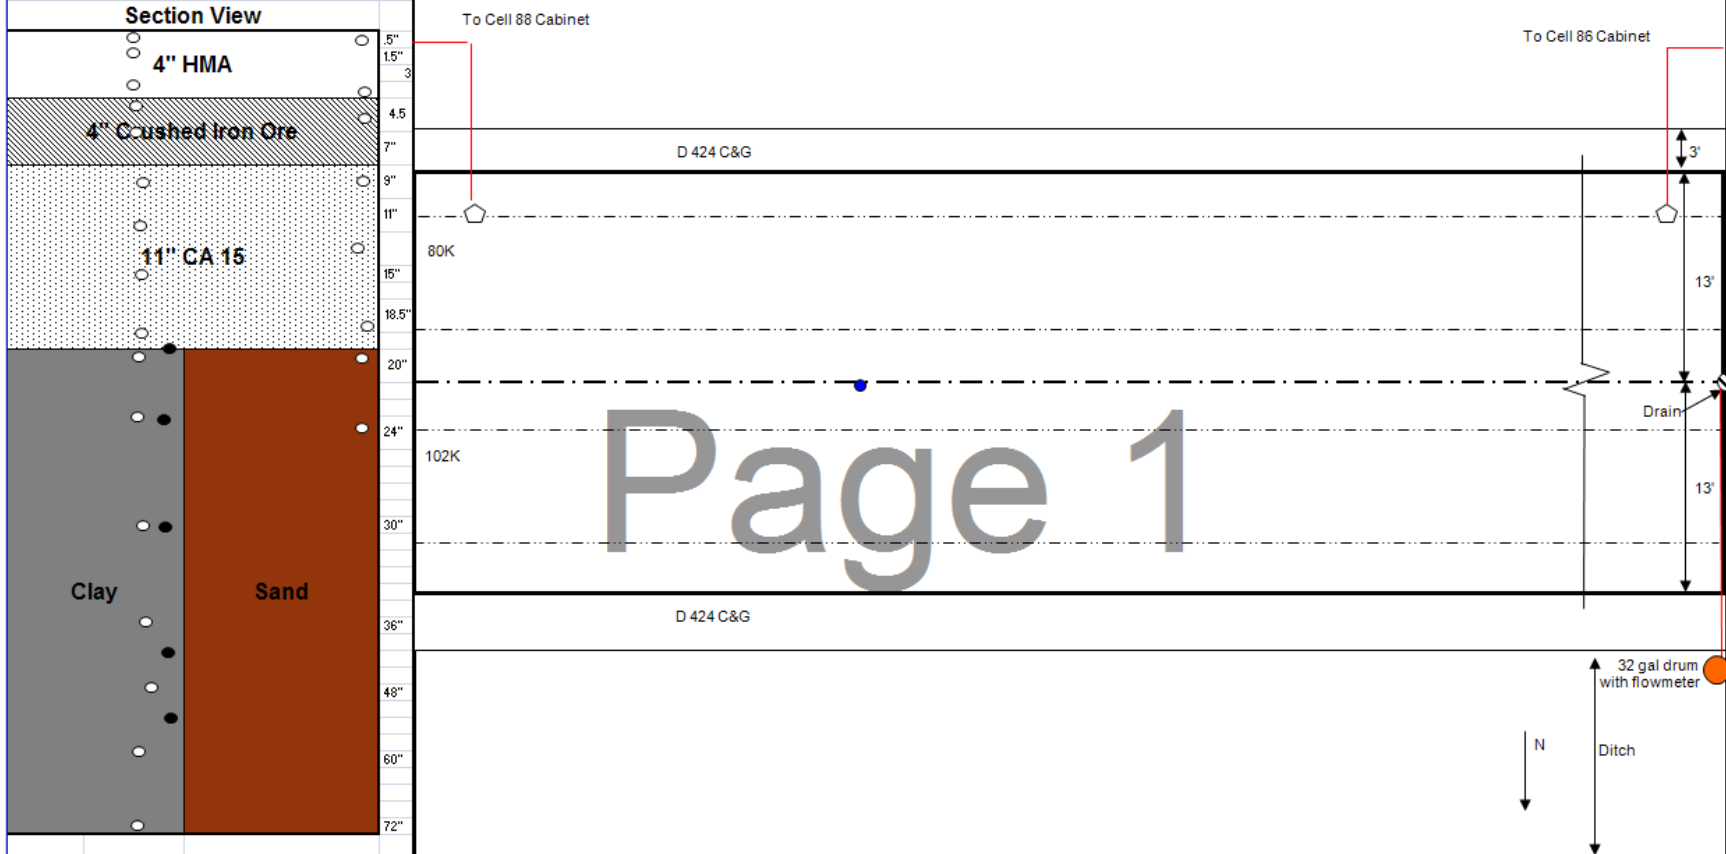 Section View
4" HMA
4" Crushed Iron Ore
11" CA 15
Clay
Sand
.5"
1.5"
3
4.5
7"
9"
11"
15"
18.5"
20"
24"
30"
36"
48"
60"
72"
To Cell 88 Cabinet
To Cell 86 Cabinet
D 424 C&G
3'
80K
13'
Drain
102K
13'
Page 1
D 424 C&G
32 gal drum
with flowmeter
N
Ditch